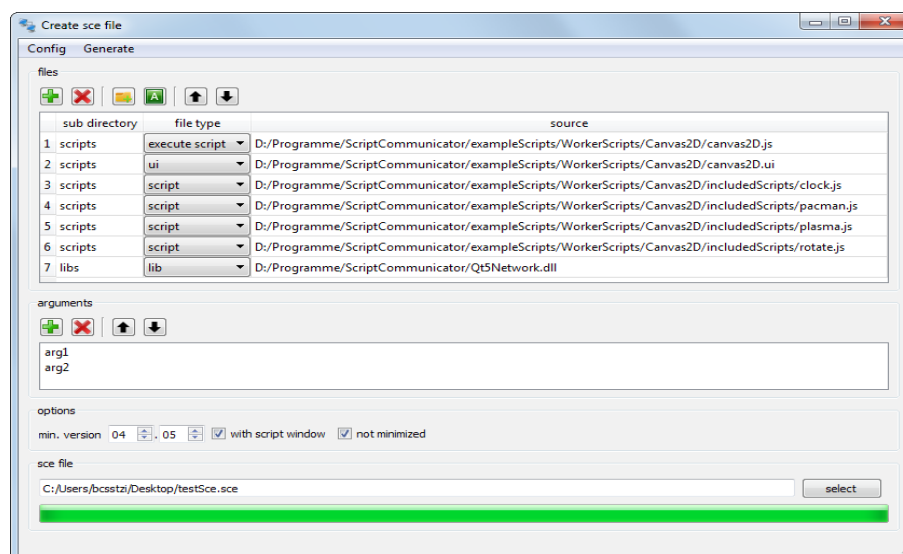 Create sce file
Config Generate
files
A
sub directory file type source
1 scripts execute script D:/Programme/ScriptCommunicator/exampleScripts/WorkerScripts/Canvas2D/canvas2D.js
2 scripts ui D:/Programme/ScriptCommunicator/exampleScripts/WorkerScripts/Canvas2D/canvas2D.ui
3 scripts script D:/Programme/ScriptCommunicator/exampleScripts/WorkerScripts/Canvas2D/includedScripts/clock.js
4 scripts script D:/Programme/ScriptCommunicator/exampleScripts/WorkerScripts/Canvas2D/includedScripts/pacman.js
5 scripts script D:/Programme/ScriptCommunicator/exampleScripts/WorkerScripts/Canvas2D/includedScripts/plasma.js
6 scripts script D:/Programme/ScriptCommunicator/exampleScripts/WorkerScripts/Canvas2D/includedScripts/rotate.js
7 libs lib D:/Programme/ScriptCommunicator/Qt5Network.dll
arguments
arg1
arg2
options
min. version 04 . 05 with script window not minimized
sce file
C:/Users/bcsstzi/Desktop/testSce.sce select